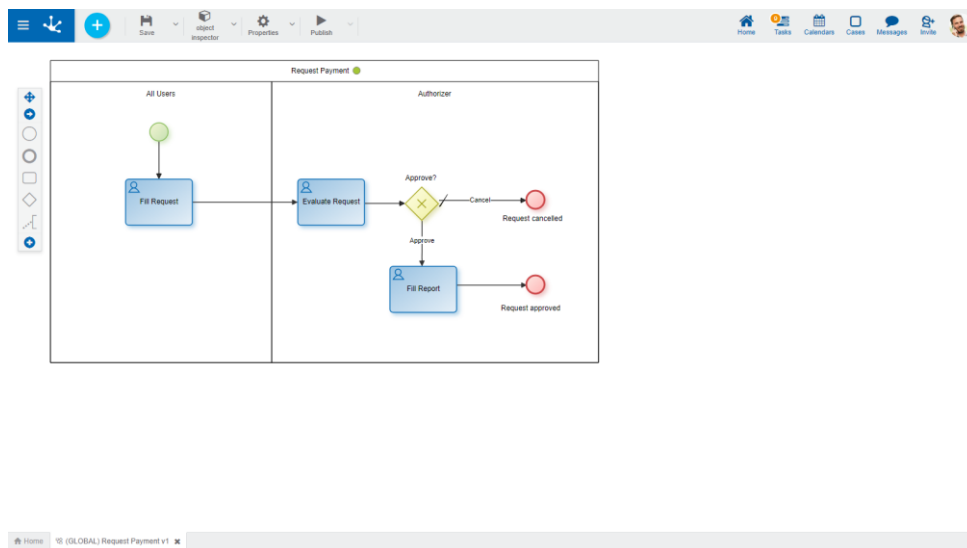 Save
object
inspector
Properties
Publish
Home
6
Tasks
Calendars
Cases
Messages
Invite
Request Payment
All Users
Authorizer
Fill Request
Evaluate Request
Approve?
Cancel
Request cancelled
Approve
Fill Report
Request approved
Home
(GLOBAL) Request Payment v1